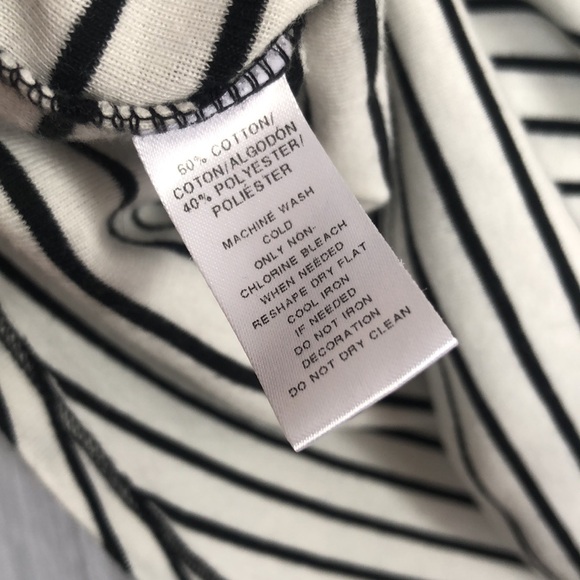 60% COTTON/
COTON/ALGODÓN
40% POLYESTER/
POLIÉSTER
MACHINE WASH
COLD
ONLY NON-
CHLORINE BLEACH
WHEN NEEDED
RESHAPE DRY FLAT
COOL IRON
IF NEEDED
DO NOT IRON
DECORATION
DO NOT DRY CLEAN